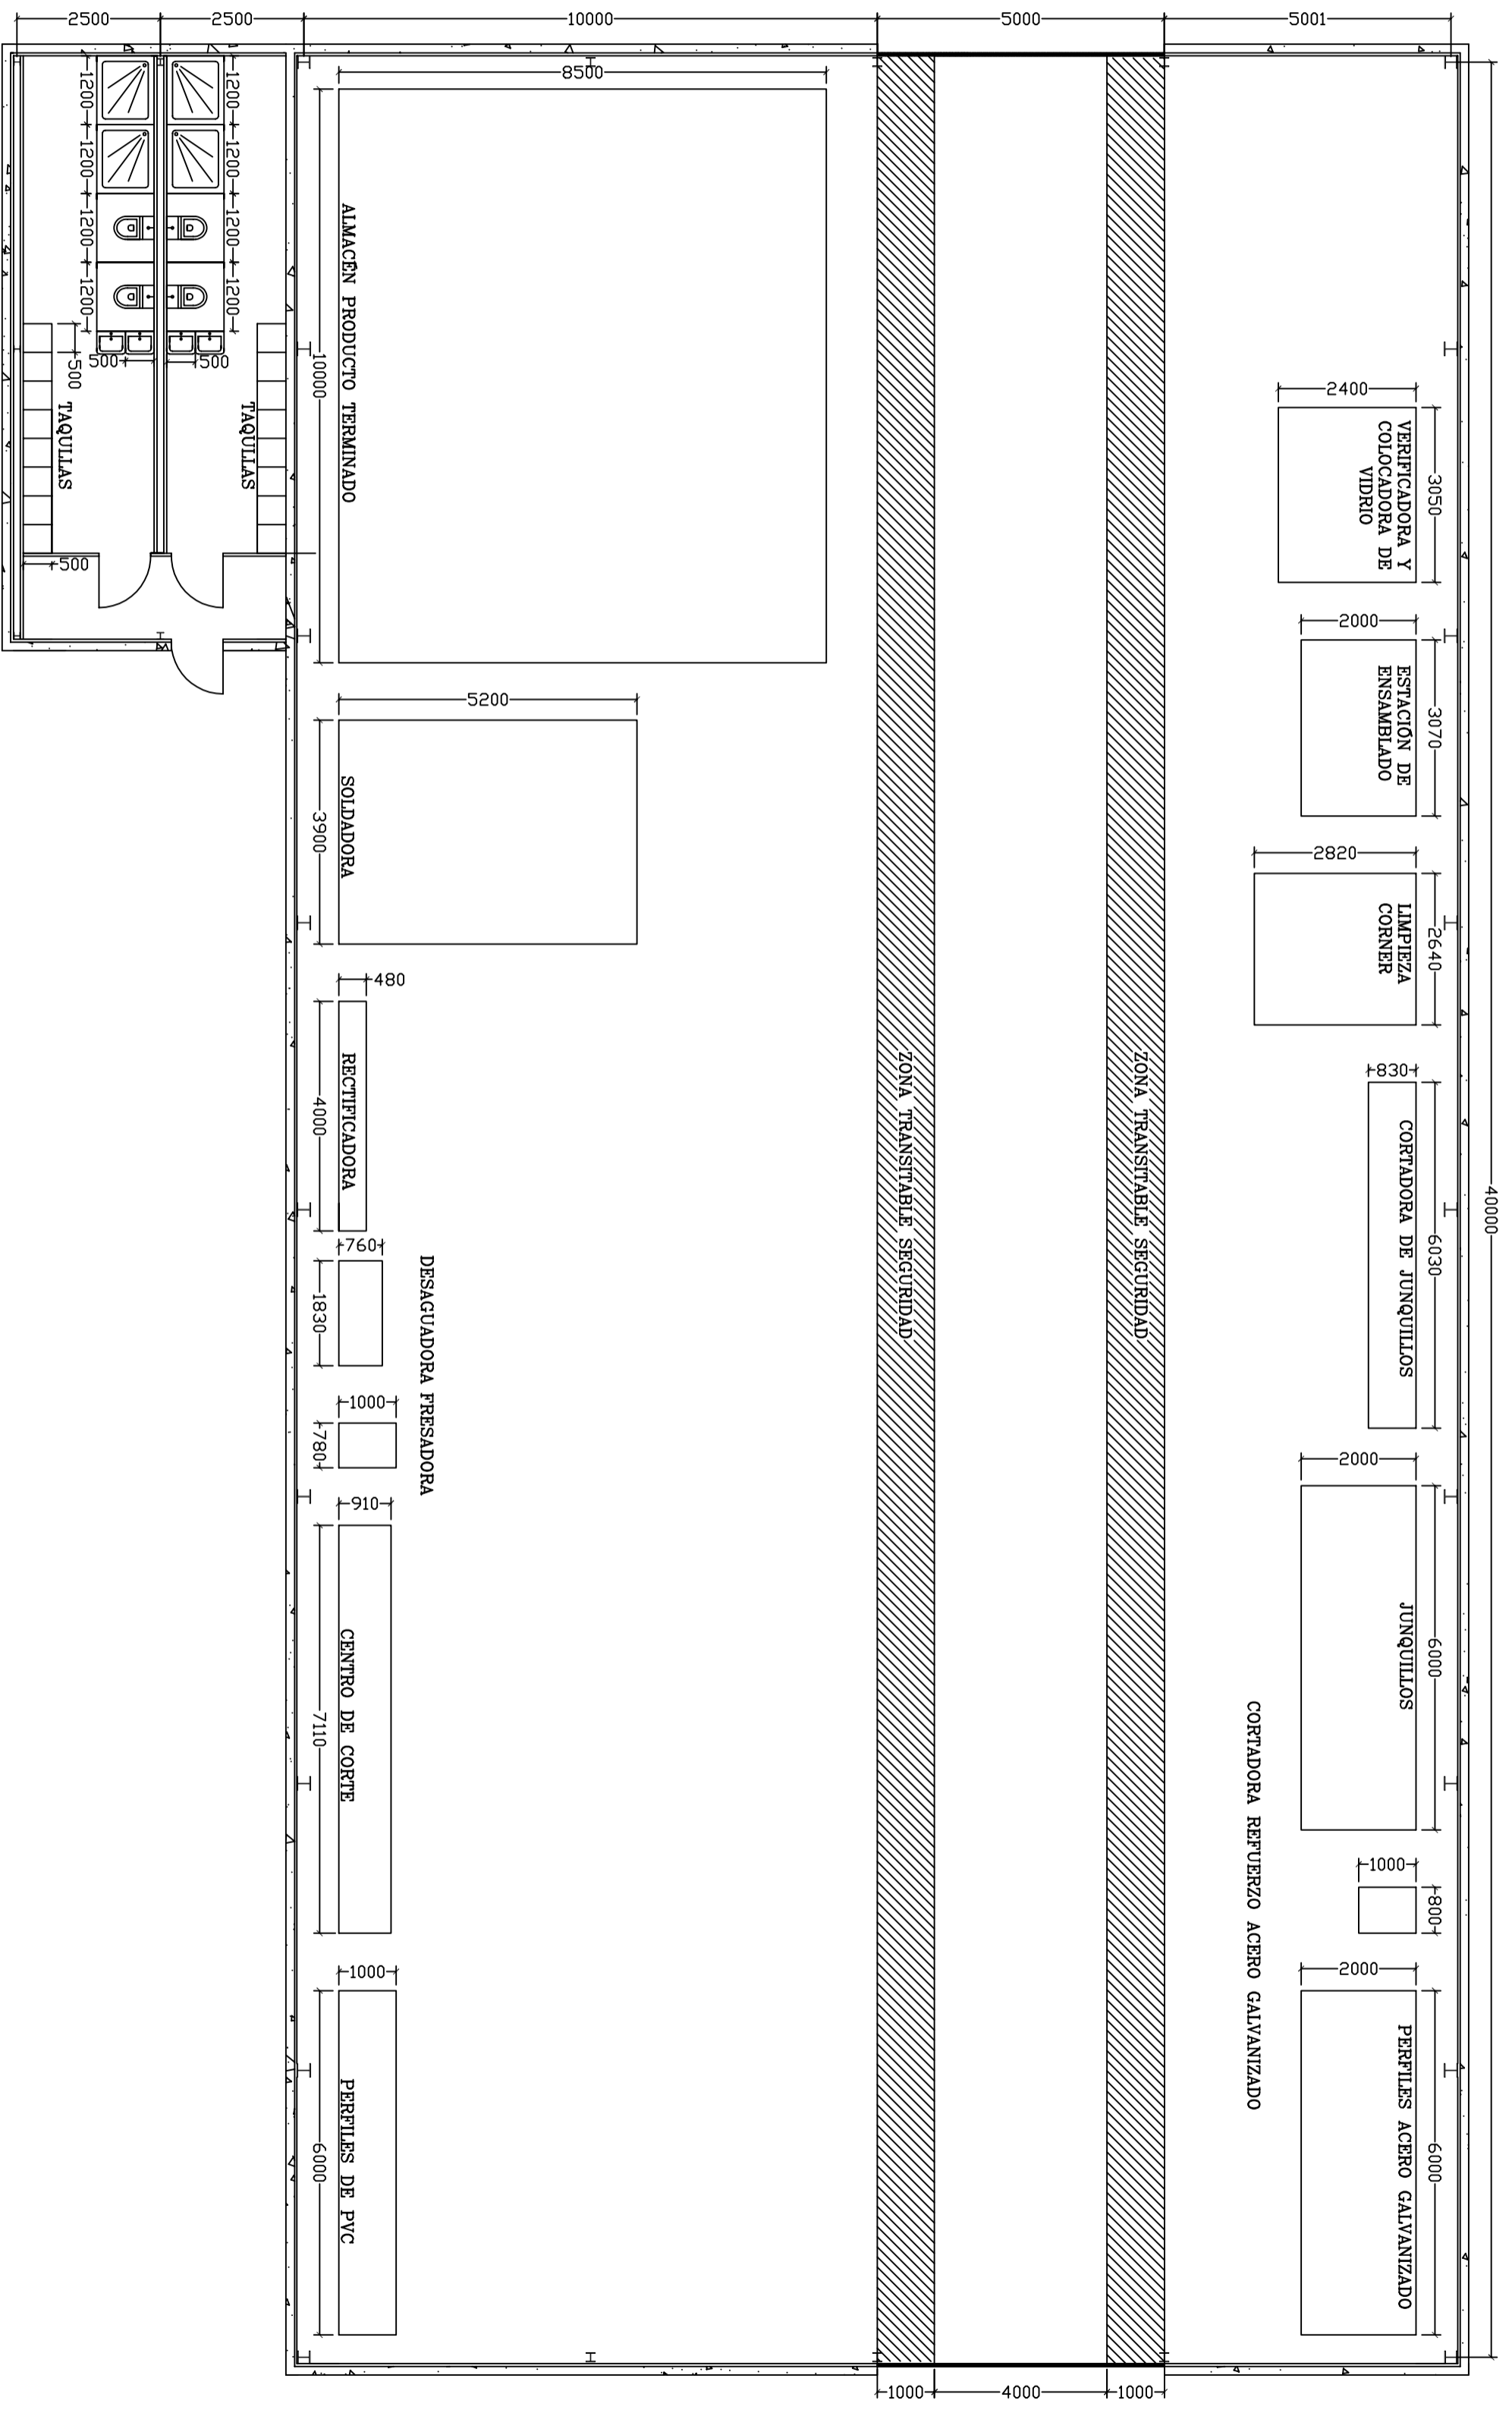 2500
2500
10000
5000
5001
40000
1200
1200
1200
1200
1200
1200
1200
1200
500
500
500
500
TAQUILLAS
TAQUILLAS
8500
10000
ALMACÉN PRODUCTO TERMINADO
5200
3900
SOLDADORA
480
4000
RECTIFICADORA
760
1830
1000
780
DESAGUADORA FRESADORA
910
7110
CENTRO DE CORTE
1000
6000
PERFILES DE PVC
ZONA TRANSITABLE SEGURIDAD
ZONA TRANSITABLE SEGURIDAD
1000
4000
1000
2400
3050
VERIFICADORA Y
COLOCADORA DE
VIDRIO
2000
3070
ESTACIÓN DE
ENSAMBLADO
2820
2640
LIMPIEZA
CORNER
830
6030
CORTADORA DE JUNQUILLOS
2000
6000
JUNQUILLOS
1000
800
CORTADORA REFUERZO ACERO GALVANIZADO
2000
6000
PERFILES ACERO GALVANIZADO